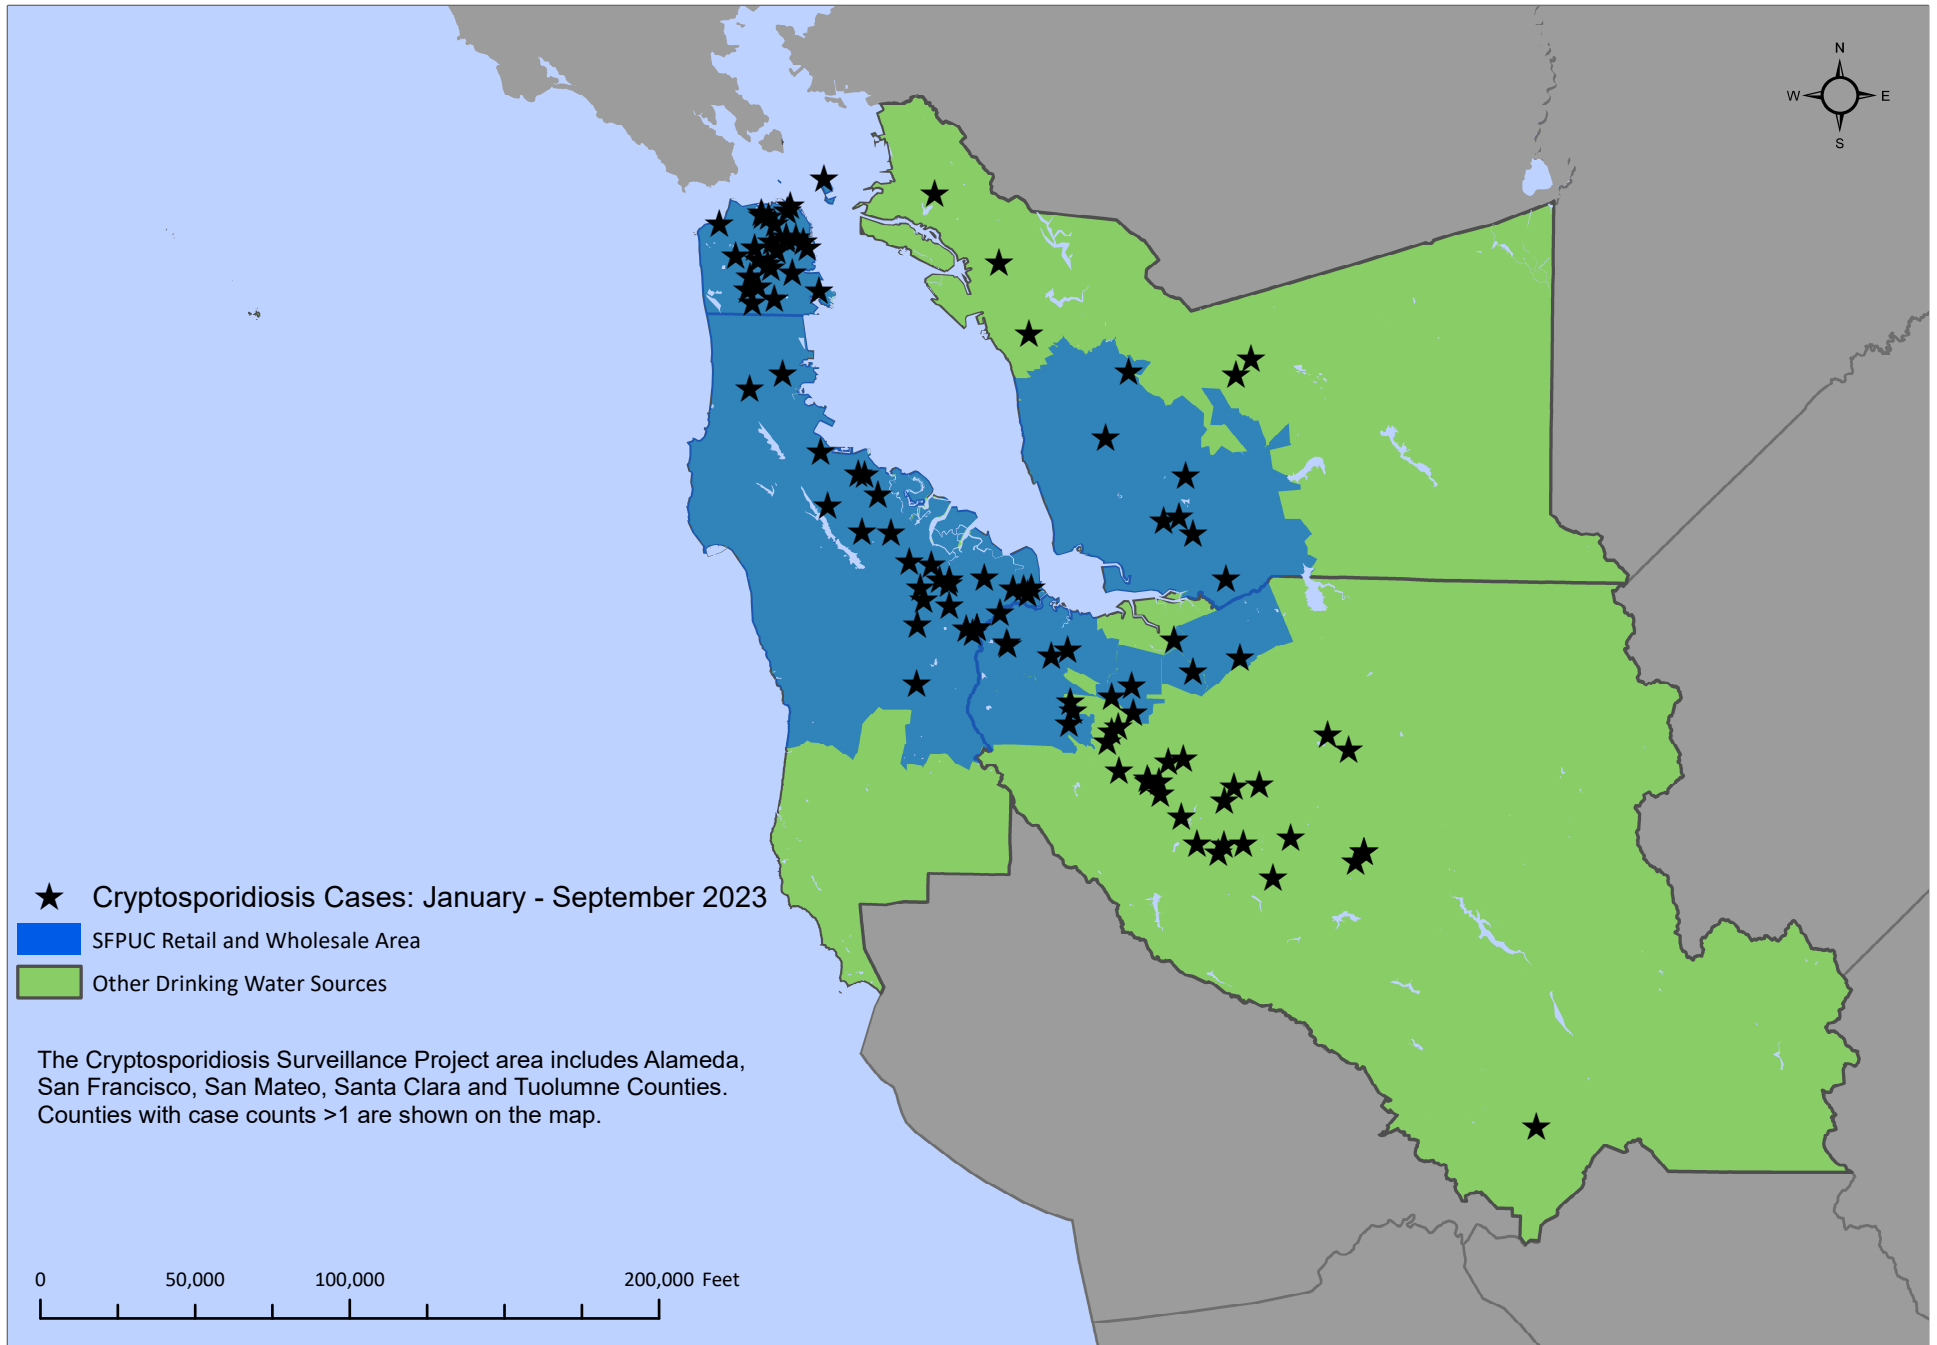 N
W E
S
Cryptosporidiosis Cases: January - September 2023
SFPUC Retail and Wholesale Area
Other Drinking Water Sources
The Cryptosporidiosis Surveillance Project area includes Alameda,
San Francisco, San Mateo, Santa Clara and Tuolumne Counties.
Counties with case counts >1 are shown on the map.
0 50,000 100,000 200,000 Feet